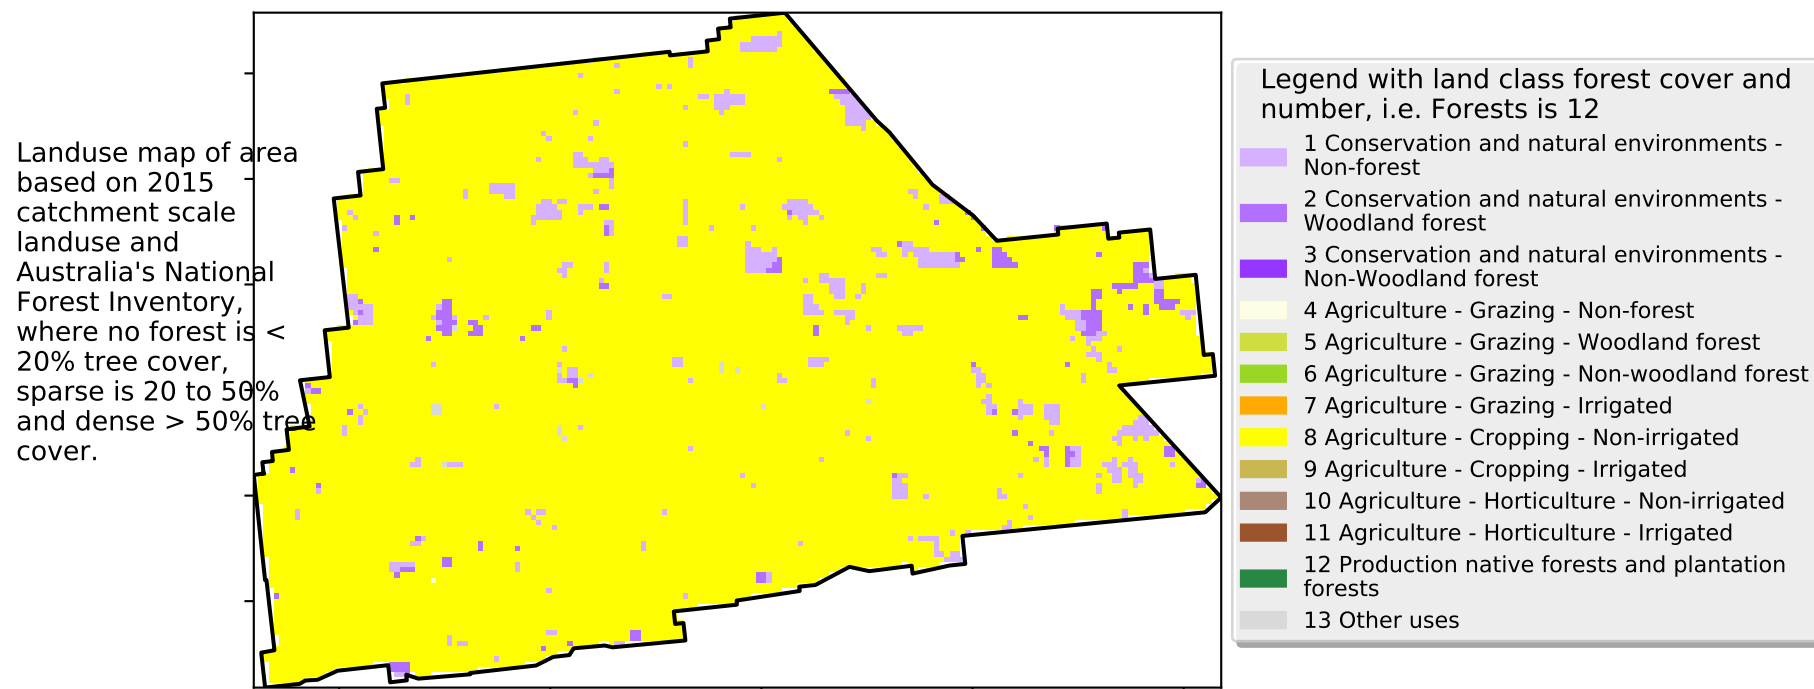 Landuse map of area
based on 2015
catchment scale
landuse and
Australia's National
Forest Inventory,
where no forest is <
20% tree cover,
sparse is 20 to 50%
and dense > 50% tree
cover.
Legend with land class forest cover and
number, i.e. Forests is 12
1 Conservation and natural environments -
Non-forest
2 Conservation and natural environments -
Woodland forest
3 Conservation and natural environments -
Non-Woodland forest
4 Agriculture - Grazing - Non-forest
5 Agriculture - Grazing - Woodland forest
6 Agriculture - Grazing - Non-woodland forest
7 Agriculture - Grazing - Irrigated
8 Agriculture - Cropping - Non-irrigated
9 Agriculture - Cropping - Irrigated
10 Agriculture - Horticulture - Non-irrigated
11 Agriculture - Horticulture - Irrigated
12 Production native forests and plantation
forests
13 Other uses